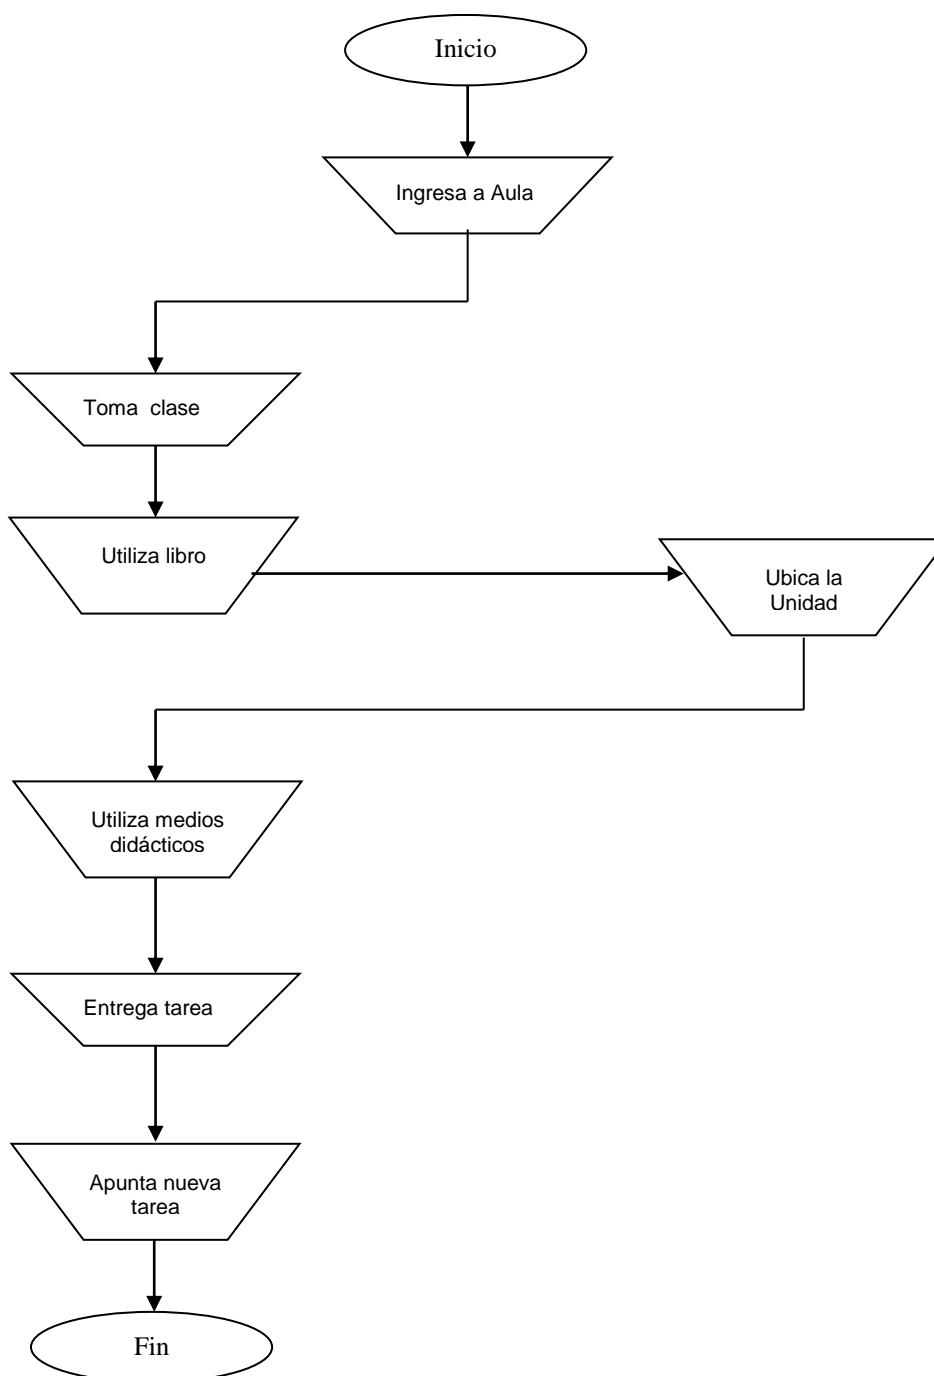 Inicio
Ingresa a Aula
Toma  clase
Utiliza libro
Ubica la
Unidad
Utiliza medios
didácticos
Entrega tarea
Apunta nueva
tarea
Fin